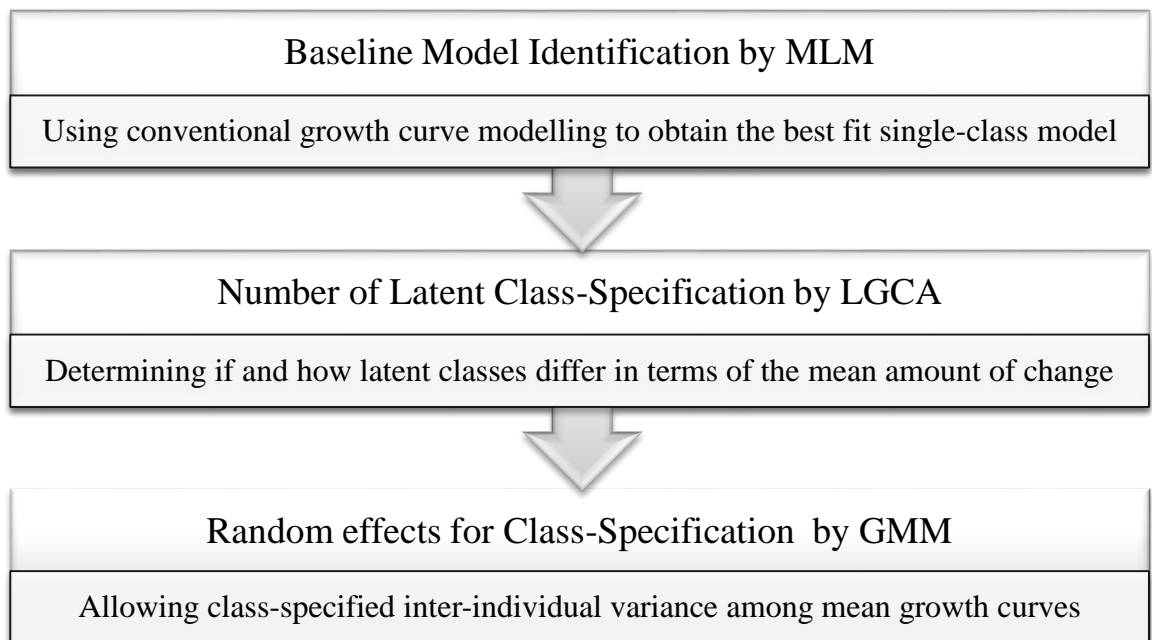 Baseline Model Identification by MLM
Using conventional growth curve modelling to obtain the best fit single-class model
Number of Latent Class-Specification by LGCA
Determining if and how latent classes differ in terms of the mean amount of change
Random effects for Class-Specification by GMM
Allowing class-specified inter-individual variance among mean growth curves